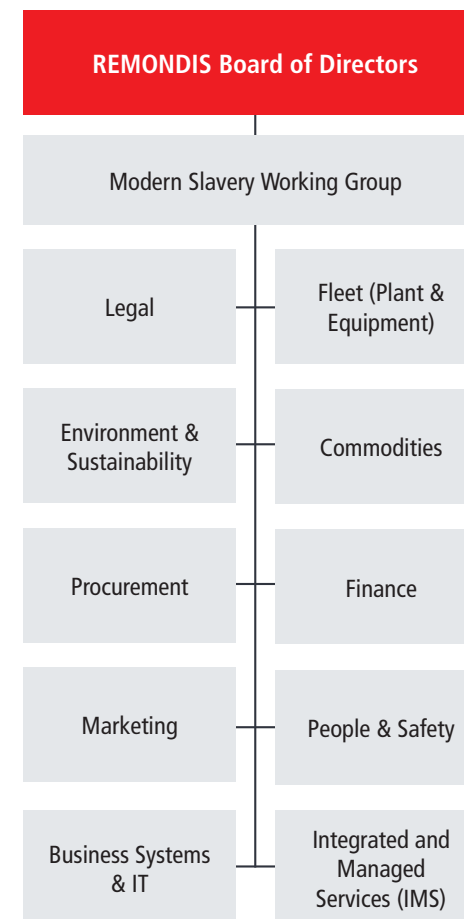 REMONDIS Board of Directors
Modern Slavery Working Group
Legal
Fleet (Plant &
Equipment)
Environment &
Sustainability
Commodities
Procurement
Finance
Marketing
People & Safety
Business Systems
& IT
Integrated and
Managed
Services (IMS)